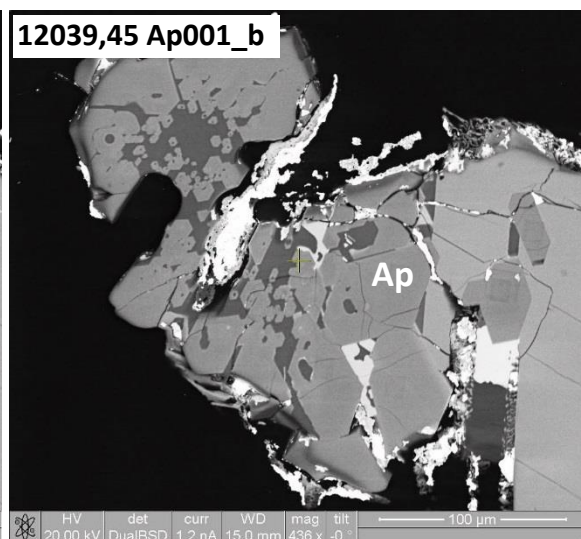 12039,45 Ap001_b
Ap
HV det curr WD mag tilt
20.00 kV DualBSD 1.2 nA 15.0 mm 436 x -0 ° 100 µm